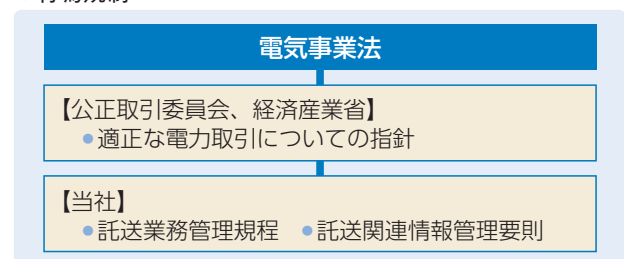 電気事業法
【公正取引委員会、経済産業省】
●適正な電力取引についての指針
【当社】
●託送業務管理規程 ●託送関連情報管理要則